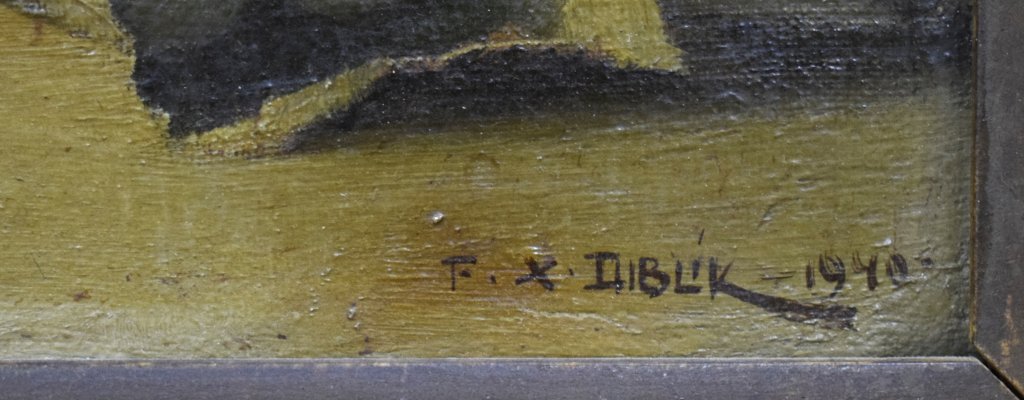 F. X. DIBLÍK - 1940